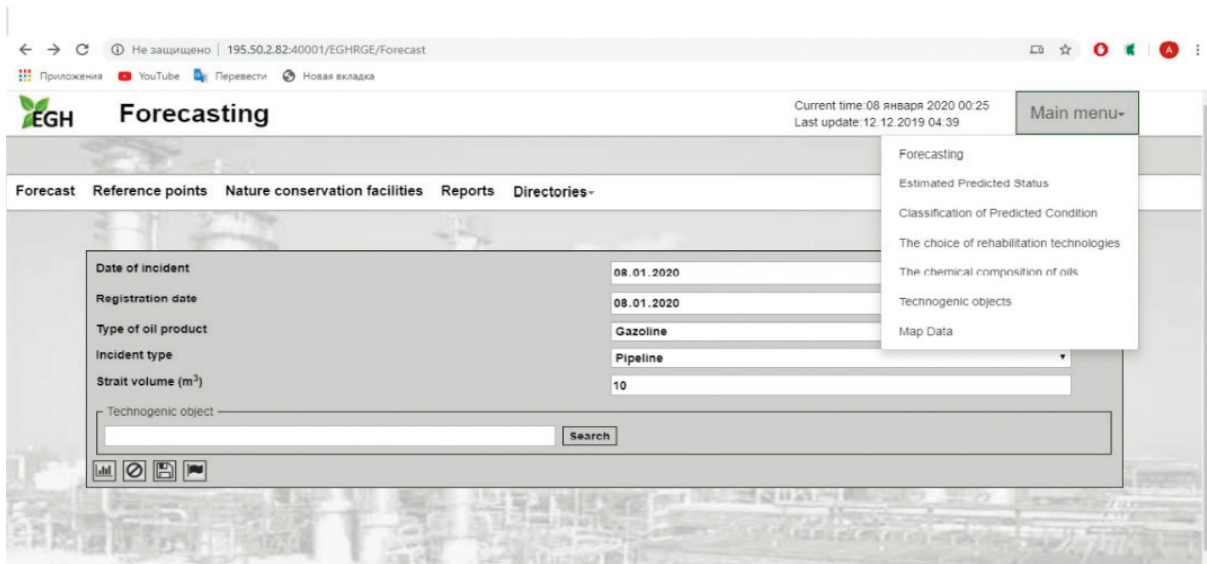 Не защищено | 195.50.2.82:40001/EGHRGE/Forecast
Приложения YouTube Перевести Новая вкладка
EGH Forecasting
Current time:08 января 2020 00:25
Last update:12.12.2019 04:39
Main menu
Forecasting
Estimated Predicted Status
Classification of Predicted Condition
The choice of rehabilitation technologies
The chemical composition of oils
Technogenic objects
Map Data
Forecast Reference points Nature conservation facilities Reports Directories
Date of incident 08.01.2020
Registration date 08.01.2020
Type of oil product Gazoline
Incident type Pipeline
Strait volume (m³) 10
Technogenic object
Search